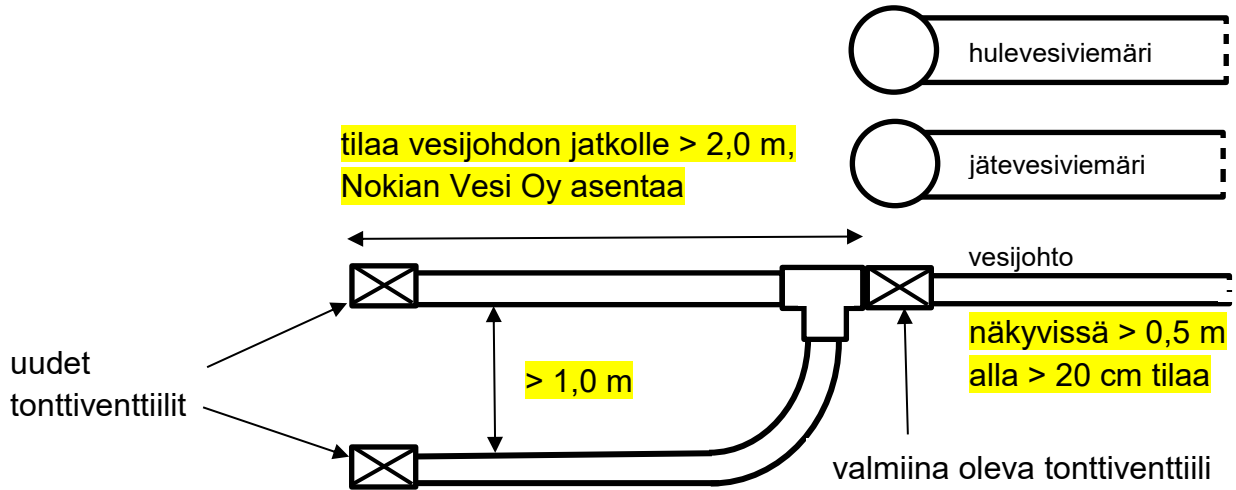 hulevesiviemäri
tilaa vesijohdon jatkolle > 2,0 m,
Nokian Vesi Oy asentaa
jätevesiviemäri
vesijohto
näkyvissä > 0,5 m
alla > 20 cm tilaa
uudet
tonttiventtiilit
> 1,0 m
valmiina oleva tonttiventtiili